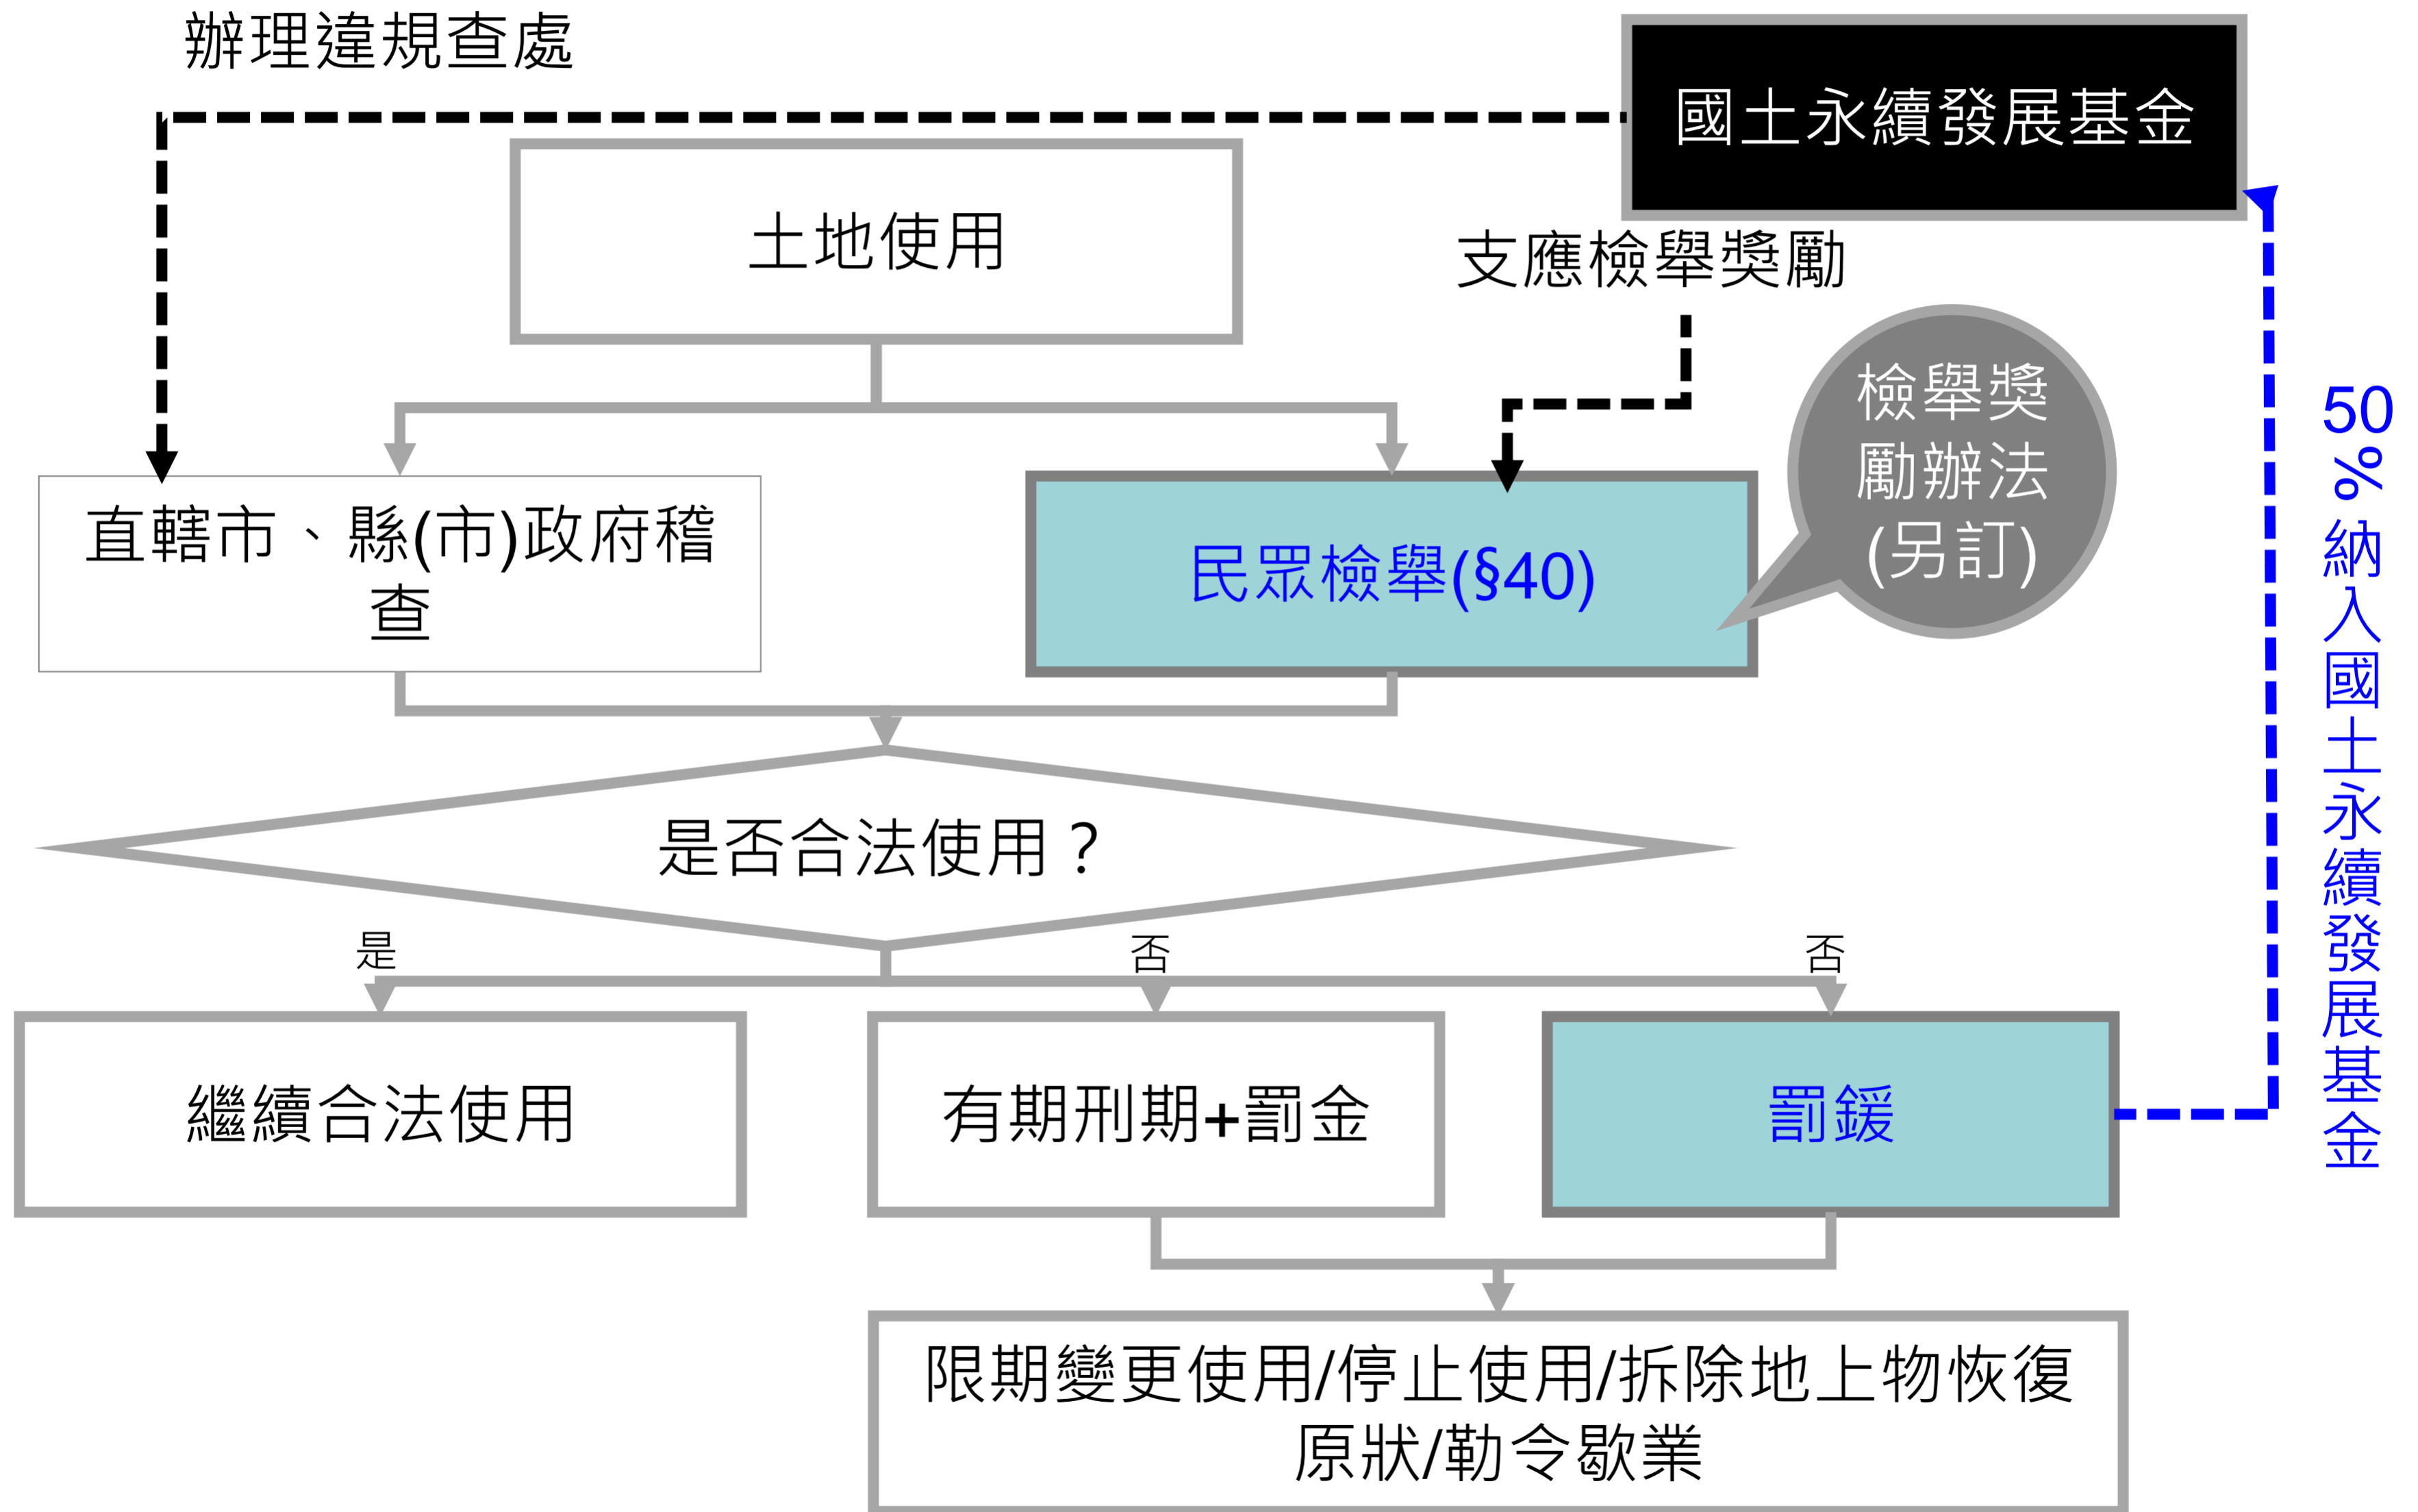 辦理違規查處
國土永續發展基金
土地使用
支應檢舉獎勵
檢舉獎
勵辦法
(另訂)
直轄市、縣(市)政府稽
查
民眾檢舉(§40)
50%納入國土永續發展基金
是否合法使用？
是
否
否
繼續合法使用
有期刑期+罰金
罰鍰
限期變更使用/停止使用/拆除地上物恢復
原狀/勒令歇業